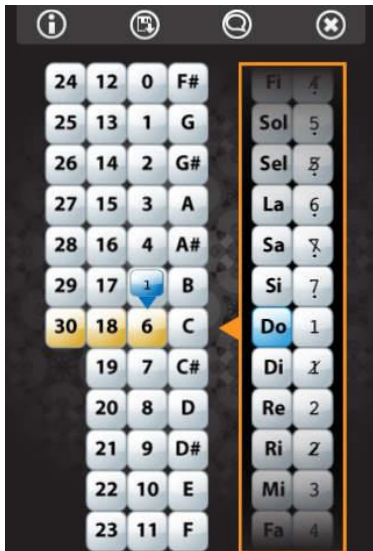 i
24 12 0 F# Fi 4̸̣
25 13 1 G Sol 5̣
26 14 2 G# Sel 5̸̣
27 15 3 A La 6̣
28 16 4 A# Sa 7̸̣
29 17 1 B Si 7̣
30 18 6 C Do 1
19 7 C# Di 1̸
20 8 D Re 2
21 9 D# Ri 2̸
22 10 E Mi 3
23 11 F Fa 4